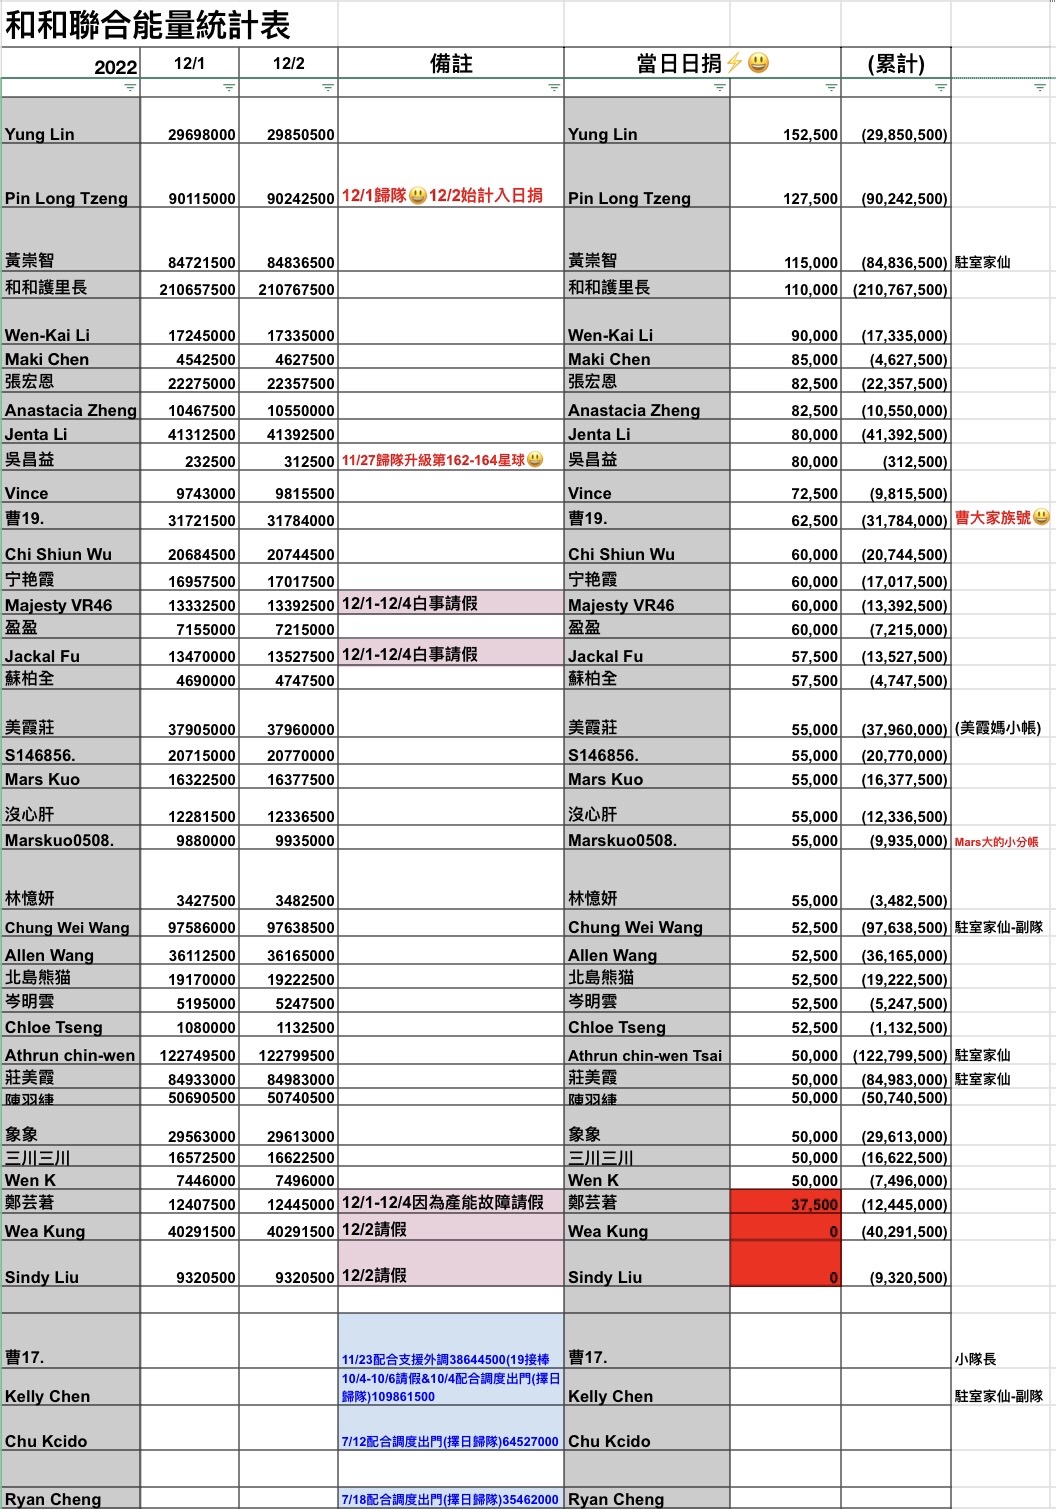 和和聯合能量統計表
2022 12/1 12/2 備註 當日日捐⚡😃 (累計)
Yung Lin 29698000 29850500 Yung Lin 152,500 (29,850,500)
Pin Long Tzeng 90115000 90242500 12/1歸隊😃12/2始計入日捐 Pin Long Tzeng 127,500 (90,242,500)
黃崇智 84721500 84836500 黃崇智 115,000 (84,836,500) 駐室家仙
和和護里長 210657500 210767500 和和護里長 110,000 (210,767,500)
Wen-Kai Li 17245000 17335000 Wen-Kai Li 90,000 (17,335,000)
Maki Chen 4542500 4627500 Maki Chen 85,000 (4,627,500)
張宏恩 22275000 22357500 張宏恩 82,500 (22,357,500)
Anastacia Zheng 10467500 10550000 Anastacia Zheng 82,500 (10,550,000)
Jenta Li 41312500 41392500 Jenta Li 80,000 (41,392,500)
吳昌益 232500 312500 11/27歸隊升級第162-164星球😃 吳昌益 80,000 (312,500)
Vince 9743000 9815500 Vince 72,500 (9,815,500)
曹19. 31721500 31784000 曹19. 62,500 (31,784,000) 曹大家族號😃
Chi Shiun Wu 20684500 20744500 Chi Shiun Wu 60,000 (20,744,500)
宁艳霞 16957500 17017500 宁艳霞 60,000 (17,017,500)
Majesty VR46 13332500 13392500 12/1-12/4白事請假 Majesty VR46 60,000 (13,392,500)
盈盈 7155000 7215000 盈盈 60,000 (7,215,000)
Jackal Fu 13470000 13527500 12/1-12/4白事請假 Jackal Fu 57,500 (13,527,500)
蘇柏全 4690000 4747500 蘇柏全 57,500 (4,747,500)
美霞莊 37905000 37960000 美霞莊 55,000 (37,960,000) (美霞媽小帳)
S146856. 20715000 20770000 S146856. 55,000 (20,770,000)
Mars Kuo 16322500 16377500 Mars Kuo 55,000 (16,377,500)
沒心肝 12281500 12336500 沒心肝 55,000 (12,336,500)
Marskuo0508. 9880000 9935000 Marskuo0508. 55,000 (9,935,000) Mars大的小分帳
林憶妍 3427500 3482500 林憶妍 55,000 (3,482,500)
Chung Wei Wang 97586000 97638500 Chung Wei Wang 52,500 (97,638,500) 駐室家仙-副隊
Allen Wang 36112500 36165000 Allen Wang 52,500 (36,165,000)
北島熊猫 19170000 19222500 北島熊猫 52,500 (19,222,500)
岑明雲 5195000 5247500 岑明雲 52,500 (5,247,500)
Chloe Tseng 1080000 1132500 Chloe Tseng 52,500 (1,132,500)
Athrun chin-wen 122749500 122799500 Athrun chin-wen Tsai 50,000 (122,799,500) 駐室家仙
莊美霞 84933000 84983000 莊美霞 50,000 (84,983,000) 駐室家仙
陳羽緁 50690500 50740500 陳羽緁 50,000 (50,740,500)
象象 29563000 29613000 象象 50,000 (29,613,000)
三川三川 16572500 16622500 三川三川 50,000 (16,622,500)
Wen K 7446000 7496000 Wen K 50,000 (7,496,000)
鄭芸莙 12407500 12445000 12/1-12/4因為產能故障請假 鄭芸莙 37,500 (12,445,000)
Wea Kung 40291500 40291500 12/2請假 Wea Kung 0 (40,291,500)
Sindy Liu 9320500 9320500 12/2請假 Sindy Liu 0 (9,320,500)
曹17. 11/23配合支援外調38644500(19接棒 曹17. 小隊長
Kelly Chen 10/4-10/6請假&10/4配合調度出門(擇日
歸隊)109861500 Kelly Chen 駐室家仙-副隊
Chu Kcido 7/12配合調度出門(擇日歸隊)64527000 Chu Kcido
Ryan Cheng 7/18配合調度出門(擇日歸隊)35462000 Ryan Cheng